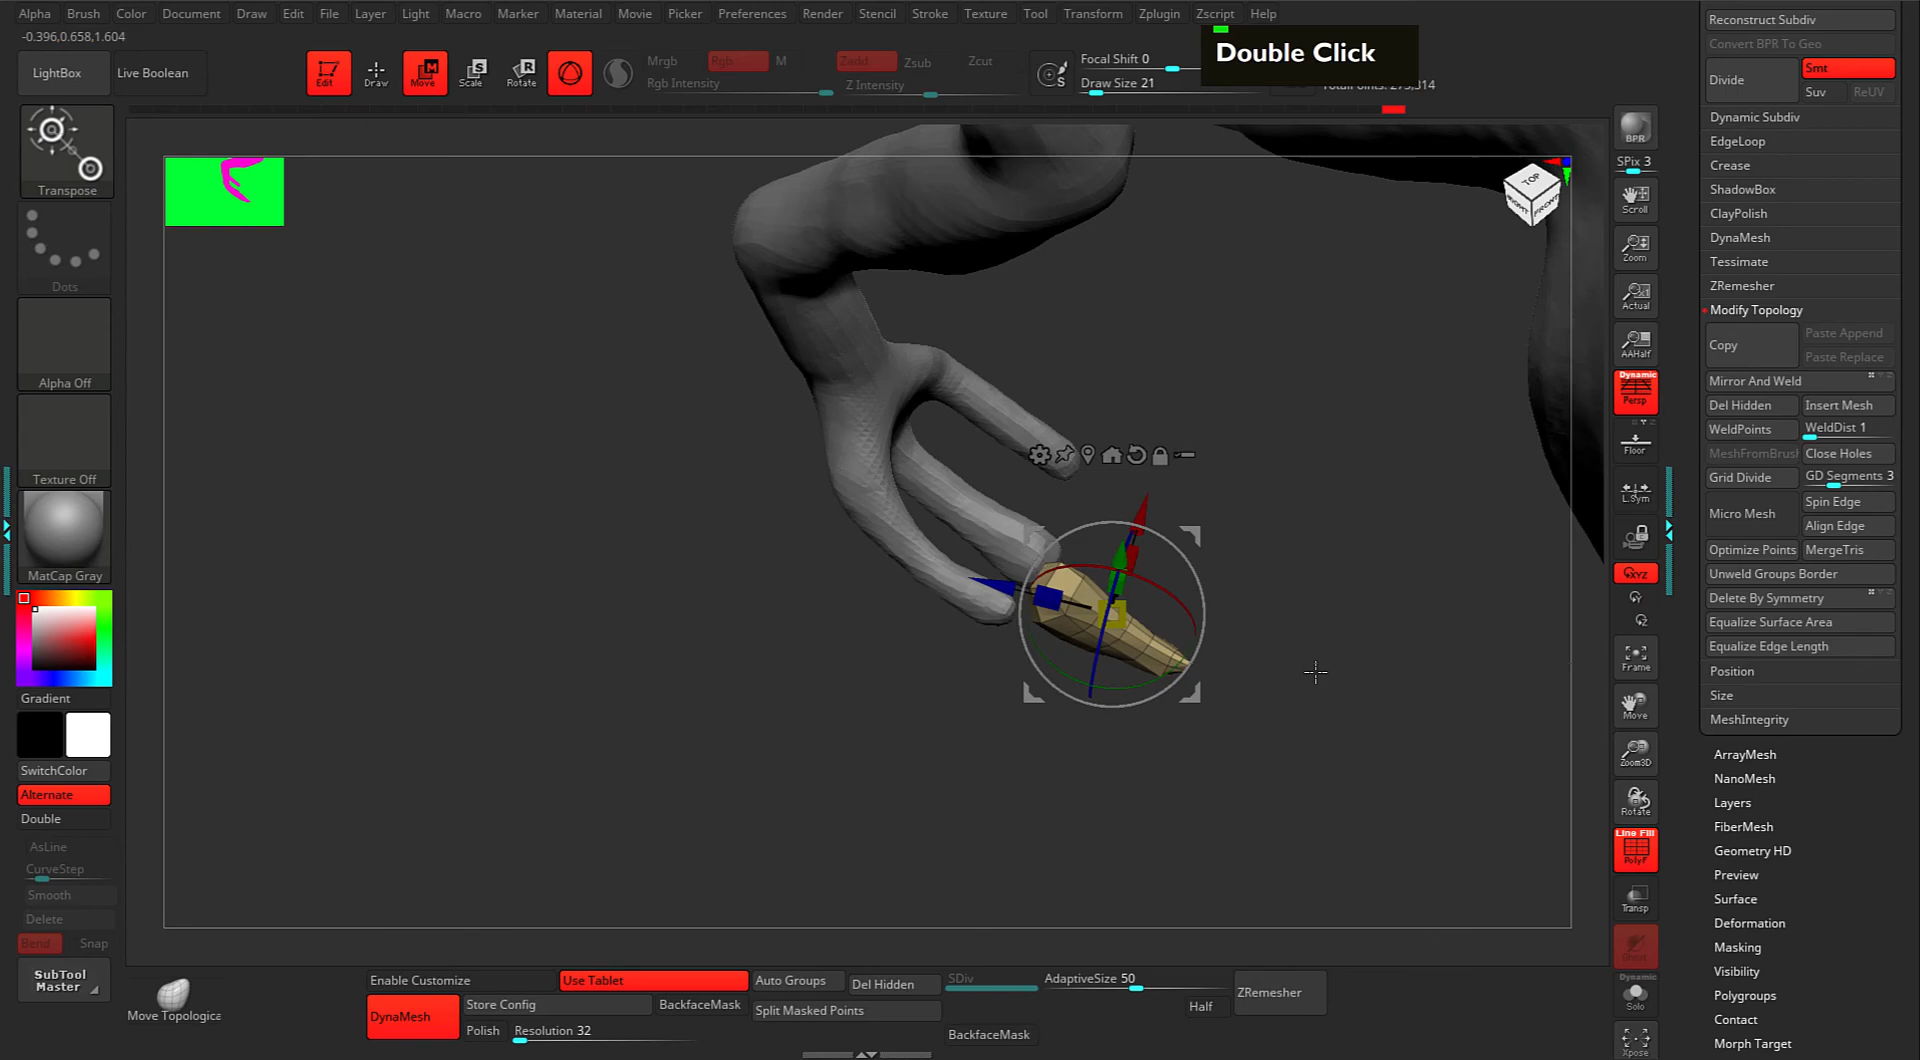 Alpha Brush Color Document Draw Edit File Layer Light Macro Marker Material Movie Picker Preferences Render Stencil Stroke Texture Tool Transform Zplugin Zscript Help
-0.396,0.658,1.604
Double Click
LightBox Live Boolean Edit Draw Move Scale Rotate
Mrgb Rgb M Zadd Zsub Zcut
Rgb Intensity Z Intensity
Focal Shift 0
Draw Size 21
Transpose
Dots
Alpha Off
Texture Off
MatCap Gray
Gradient
SwitchColor
Alternate
Double
AsLine
CurveStep
Smooth
Delete
Bend Snap
SubTool
Master
Move Topologica
TOP
FRONT
BPR
SPix 3
Scroll
Zoom
Actual
AAHalf
Dynamic
Persp
Floor
L.Sym
XYZ
Frame
Move
Zoom3D
Rotate
Line Fill
PolyF
Transp
Ghost
Dynamic
Solo
Xpose
Reconstruct Subdiv
Convert BPR To Geo
Divide Smt
Suv ReUV
Dynamic Subdiv
EdgeLoop
Crease
ShadowBox
ClayPolish
DynaMesh
Tessimate
ZRemesher
Modify Topology
Copy Paste Append
Paste Replace
Mirror And Weld
Del Hidden Insert Mesh
WeldPoints WeldDist 1
MeshFromBrush Close Holes
Grid Divide GD Segments 3
Micro Mesh Spin Edge
Align Edge
Optimize Points MergeTris
Unweld Groups Border
Delete By Symmetry
Equalize Surface Area
Equalize Edge Length
Position
Size
MeshIntegrity
ArrayMesh
NanoMesh
Layers
FiberMesh
Geometry HD
Preview
Surface
Deformation
Masking
Visibility
Polygroups
Contact
Morph Target
Enable Customize Use Tablet Auto Groups Del Hidden SDiv AdaptiveSize 50 ZRemesher
DynaMesh Store Config BackfaceMask Split Masked Points Half
Polish Resolution 32 BackfaceMask